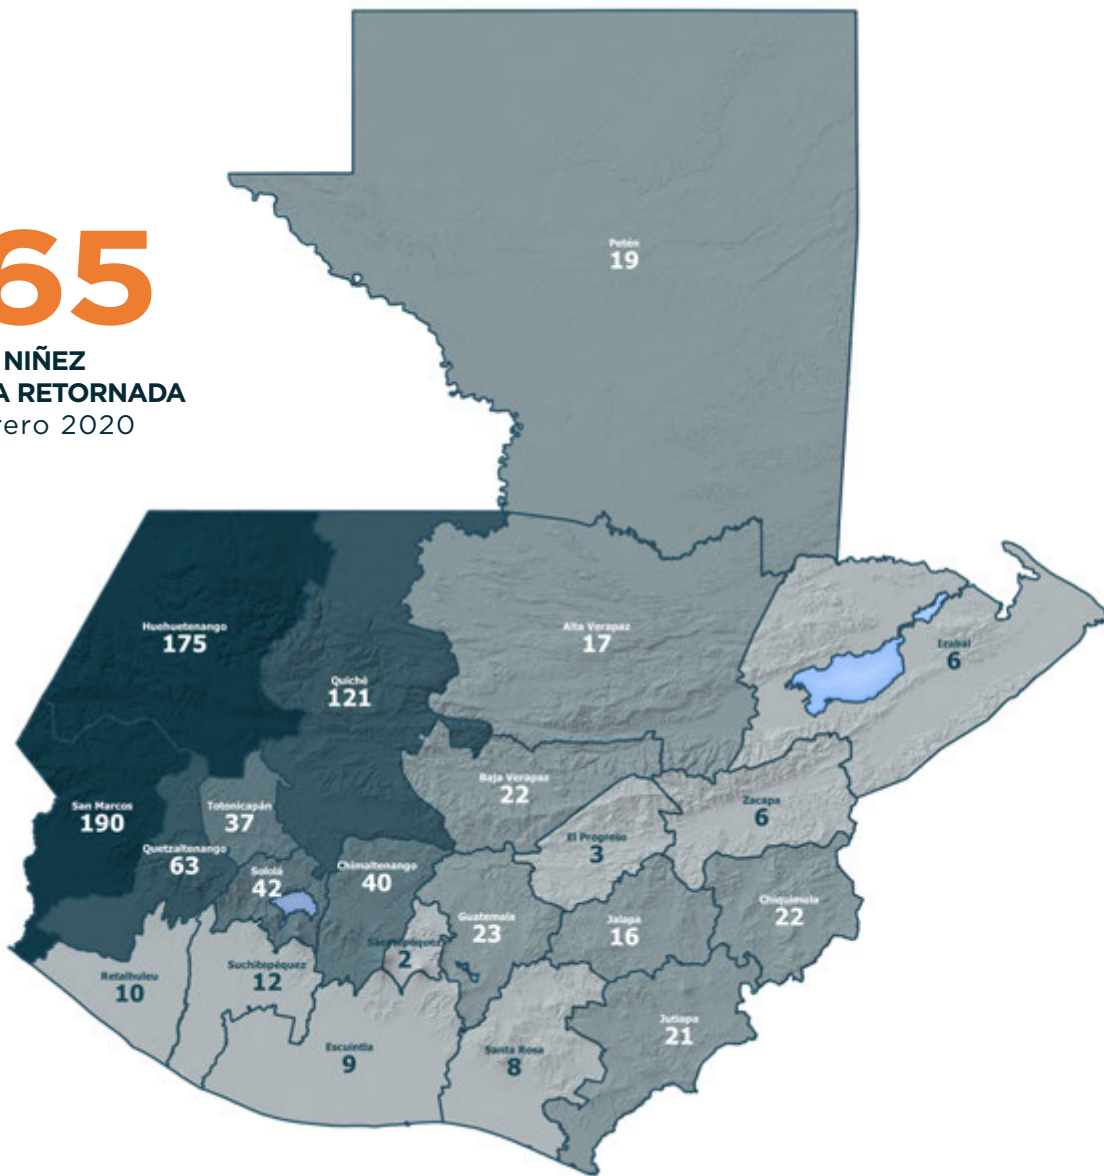 65
NIÑEZ
A RETORNADA
rero 2020
Petén
19
Huehuetenango
175
Alta Verapaz
17
Izabal
6
Quiché
121
Baja Verapaz
22
San Marcos
190
Totonicapán
37
Zacapa
6
El Progreso
3
Quetzaltenango
63
Sololá
42
Chimaltenango
40
Chiquimula
22
Guatemala
23
Jalapa
16
Sacatepéquez
2
Retalhuleu
10
Suchitepéquez
12
Jutiapa
21
Escuintla
9
Santa Rosa
8